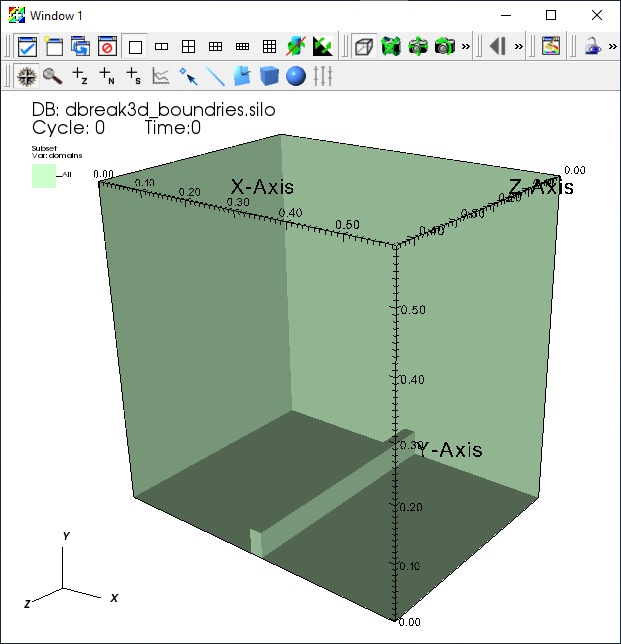 Window 1
DB: dbreak3d_boundries.silo
Cycle: 0 Time:0
Subset
Var: domains
All
0.00
0.10
0.20
0.30
0.40
0.50
X-Axis
0.00
0.20
0.30
0.40
Z-Axis
0.50
0.40
0.30
0.20
0.10
0.00
Y-Axis
Y
X
Z
Z
N
S